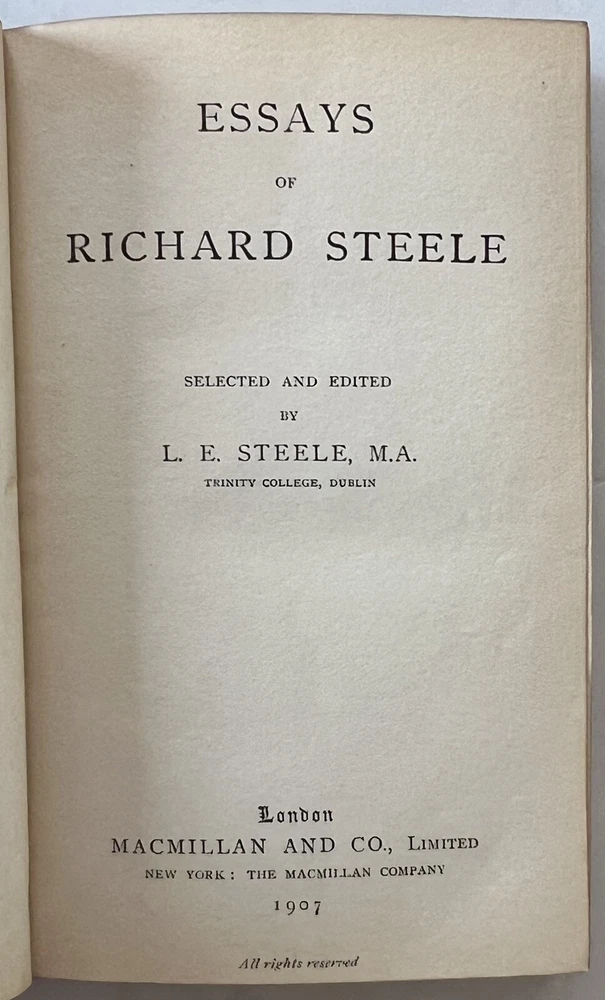 ESSAYS
OF
RICHARD STEELE
SELECTED AND EDITED
BY
L. E. STEELE, M.A.
TRINITY COLLEGE, DUBLIN
London
MACMILLAN AND CO., LIMITED
NEW YORK: THE MACMILLAN COMPANY
1907
All rights reserved